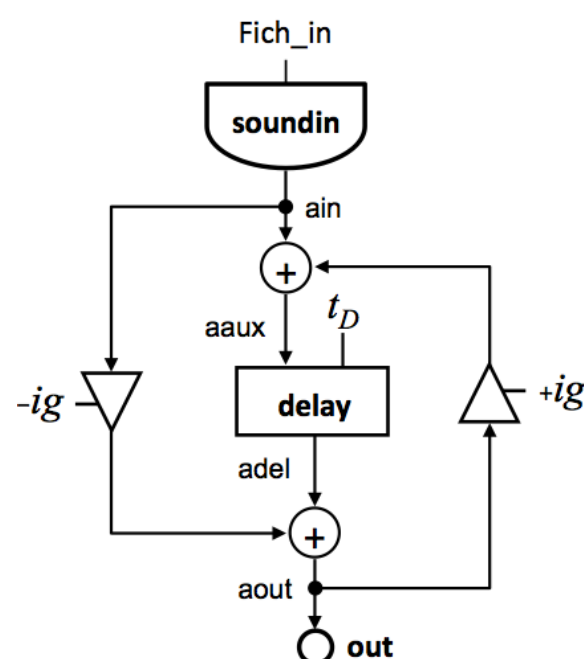 Fich_in
soundin
ain
+
aaux
t_D
−ig
delay
+ig
adel
+
aout
out